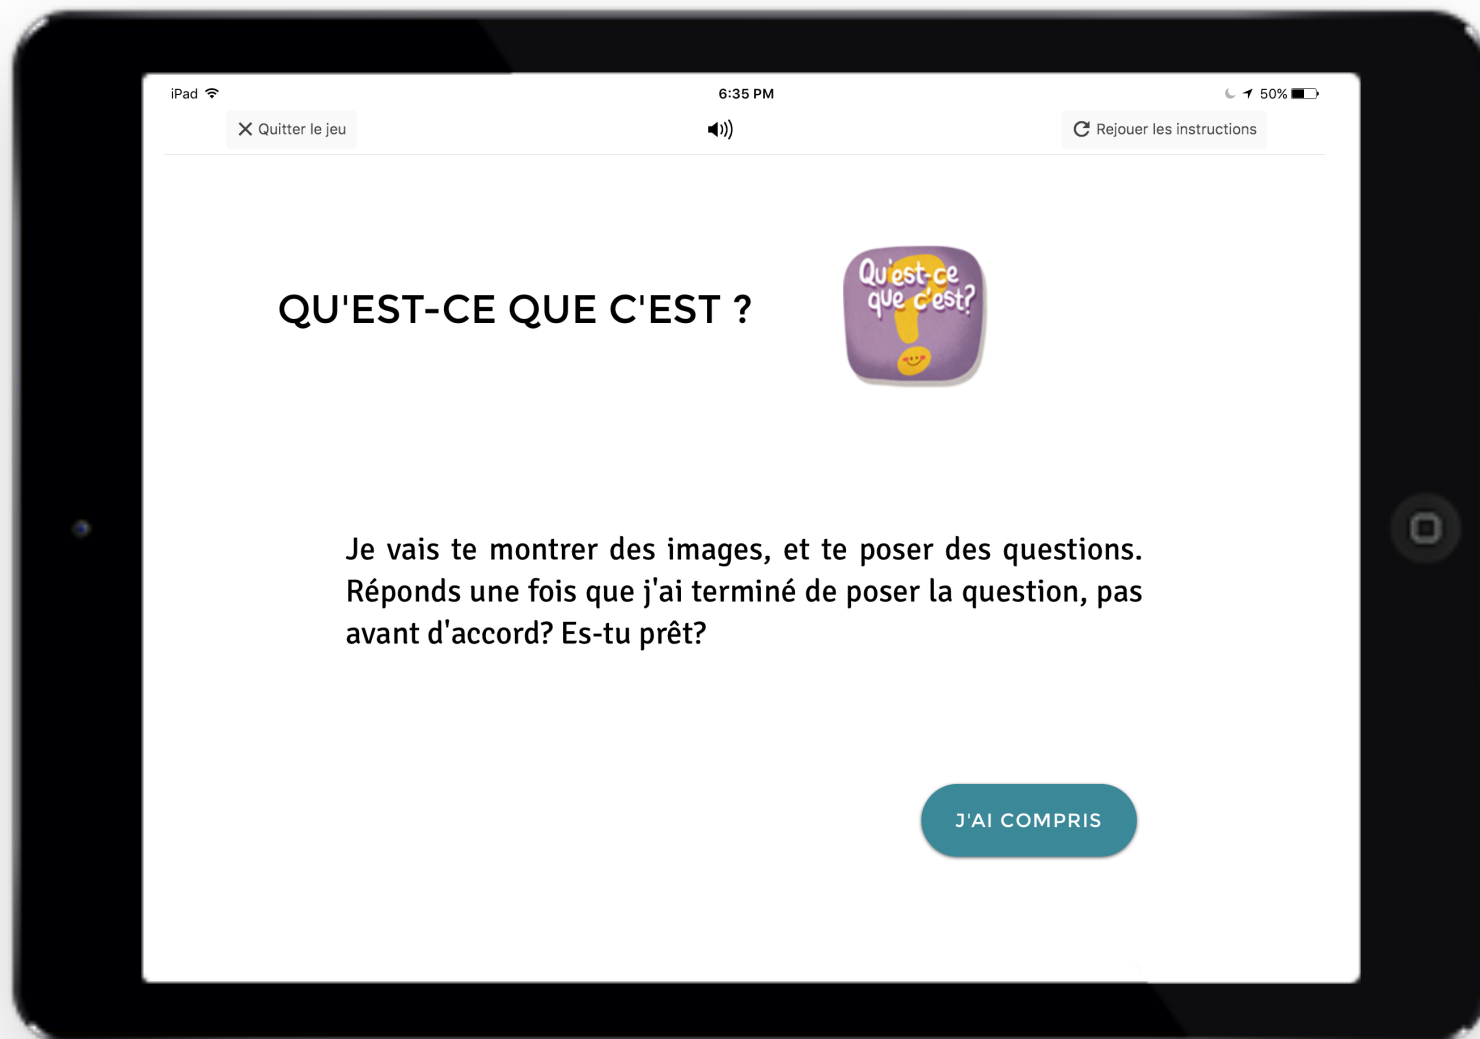 iPad
6:35 PM
50%
Quitter le jeu
Rejouer les instructions
QU'EST-CE QUE C'EST ?
Qu'est-ce
que c'est?
Je vais te montrer des images, et te poser des questions.
Réponds une fois que j'ai terminé de poser la question, pas
avant d'accord? Es-tu prêt?
J'AI COMPRIS